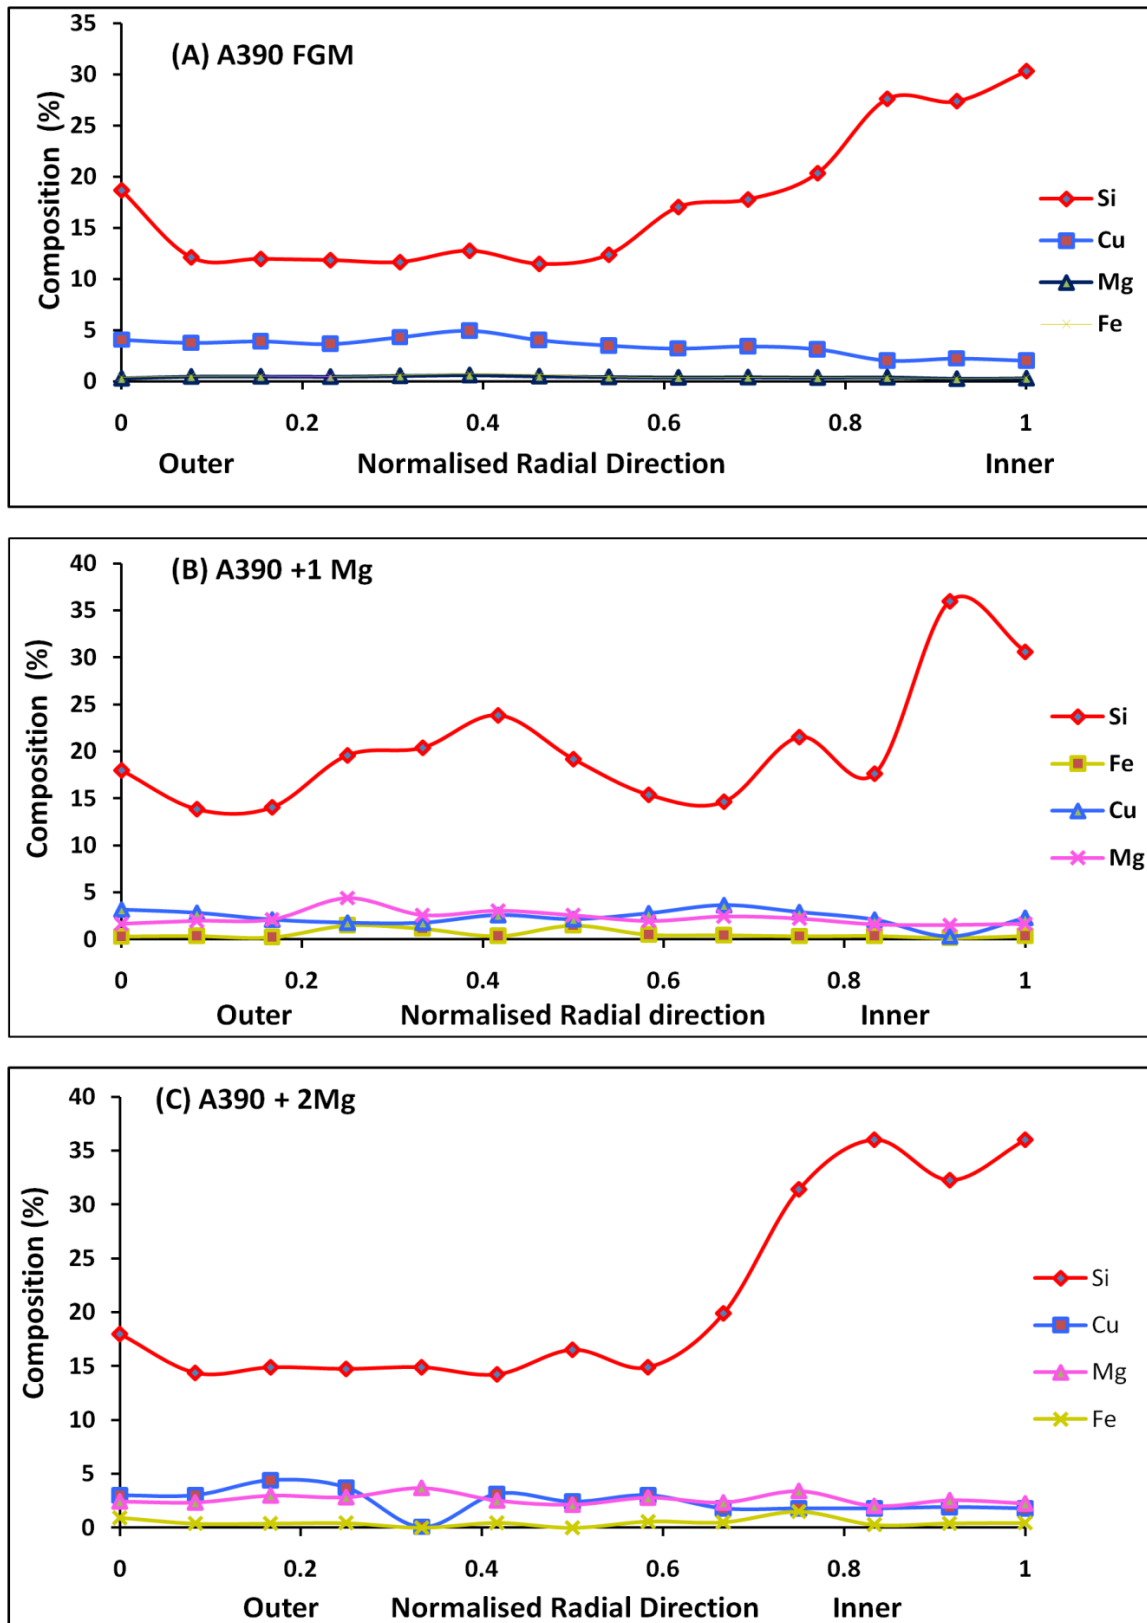 (A) A390 FGM
Composition (%)
35
30
25
20
15
10
5
0
0 0.2 0.4 0.6 0.8 1
Outer Normalised Radial Direction Inner
Si
Cu
Mg
Fe
(B) A390 +1 Mg
Composition (%)
40
35
30
25
20
15
10
5
0
0 0.2 0.4 0.6 0.8 1
Outer Normalised Radial direction Inner
Si
Fe
Cu
Mg
(C) A390 + 2Mg
Composition (%)
40
35
30
25
20
15
10
5
0
0 0.2 0.4 0.6 0.8 1
Outer Normalised Radial Direction Inner
Si
Cu
Mg
Fe